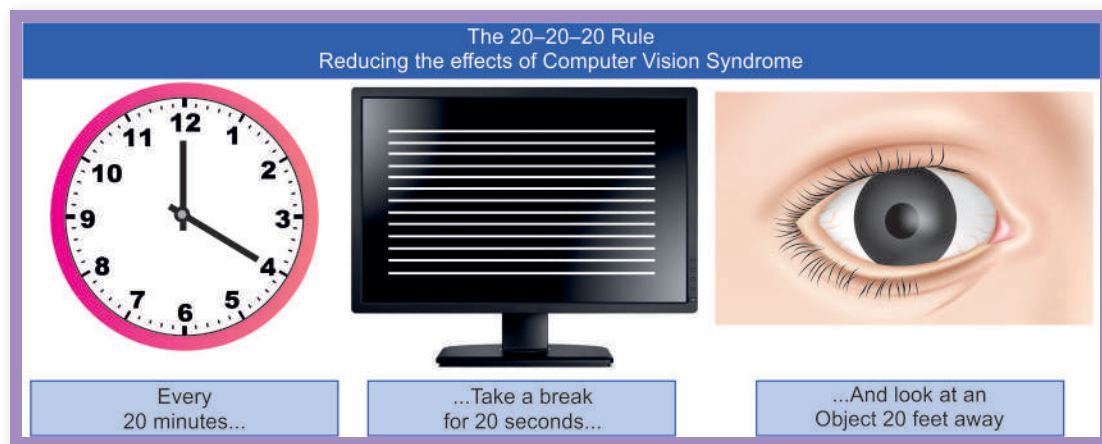 The 20–20–20 Rule
Reducing the effects of Computer Vision Syndrome
12
1
2
3
4
5
6
7
8
9
10
11
Every
20 minutes...
...Take a break
for 20 seconds...
...And look at an
Object 20 feet away